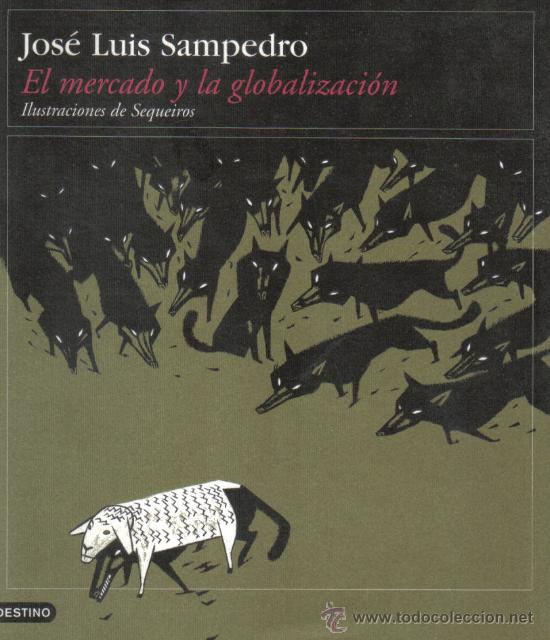 José Luis Sampedro
El mercado y la globalización
Ilustraciones de Sequeiros
DESTINO
www.todocoleccion.net